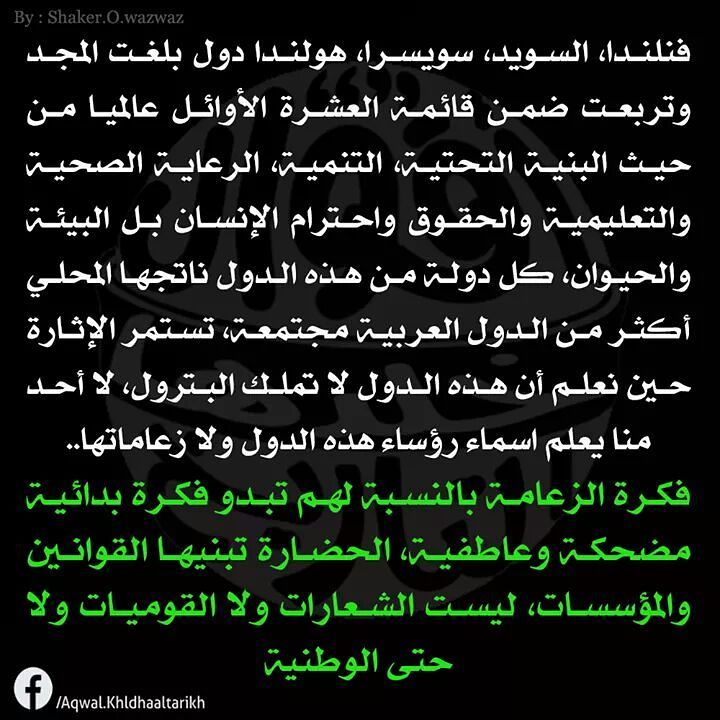 By : Shaker.O.wazwaz
فنلندا، السويد، سويسرا، هولندا دول بلغت المجد
وتربعت ضمن قائمة العشرة الأوائل عالميا من
حيث البنية التحتية، التنمية، الرعاية الصحية
والتعليمية والحقوق واحترام الإنسان بل البيئة
والحيوان، كل دولة من هذه الدول ناتجها المحلي
أكثر من الدول العربية مجتمعة، تستمر الإثارة
حين نعلم أن هذه الدول لا تملك البترول، لا أحد
منا يعلم اسماء رؤساء هذه الدول ولا زعاماتها..
فكرة الزعامة بالنسبة لهم تبدو فكرة بدائية
مضحكة وعاطفية، الحضارة تبنيها القوانين
والمؤسسات، ليست الشعارات ولا القوميات ولا
حتى الوطنية
f /Aqwal.Khldhaaltarikh